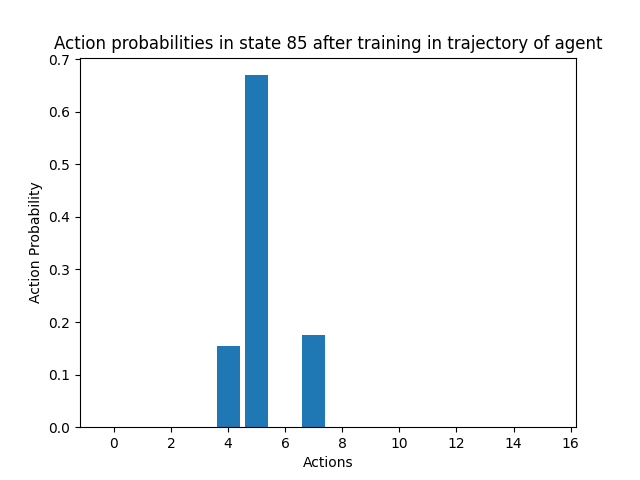 Action probabilities in state 85 after training in trajectory of agent
0.7
0.6
0.5
0.4
0.3
0.2
0.1
0.0
Action Probability
0 2 4 6 8 10 12 14 16
Actions